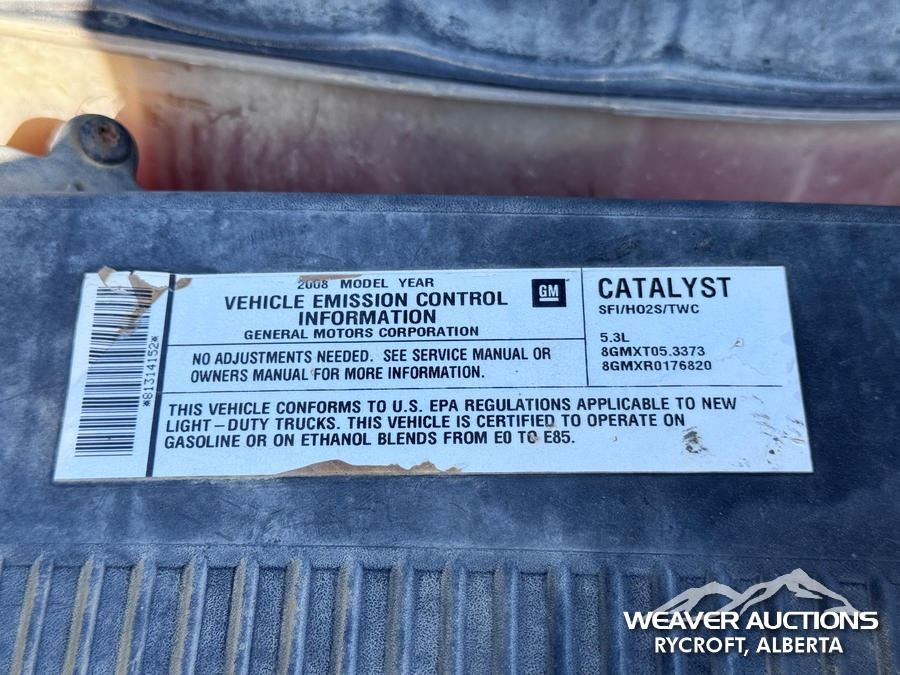 2008 MODEL YEAR
VEHICLE EMISSION CONTROL
INFORMATION
GENERAL MOTORS CORPORATION
GM
NO ADJUSTMENTS NEEDED. SEE SERVICE MANUAL OR
OWNERS MANUAL FOR MORE INFORMATION.
CATALYST
SFI/HO2S/TWC
5.3L
8GMXT05.3373
8GMXR0176820
THIS VEHICLE CONFORMS TO U.S. EPA REGULATIONS APPLICABLE TO NEW
LIGHT-DUTY TRUCKS. THIS VEHICLE IS CERTIFIED TO OPERATE ON
GASOLINE OR ON ETHANOL BLENDS FROM E0 TO E85.
*81314152*
WEAVER AUCTIONS
RYCROFT, ALBERTA